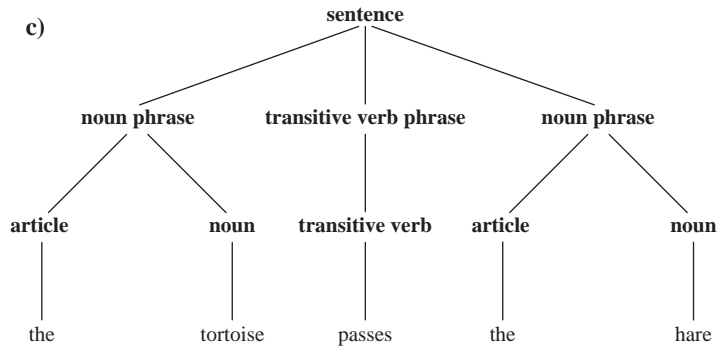 c)
sentence
noun phrase transitive verb phrase noun phrase
article noun transitive verb article noun
the tortoise passes the hare